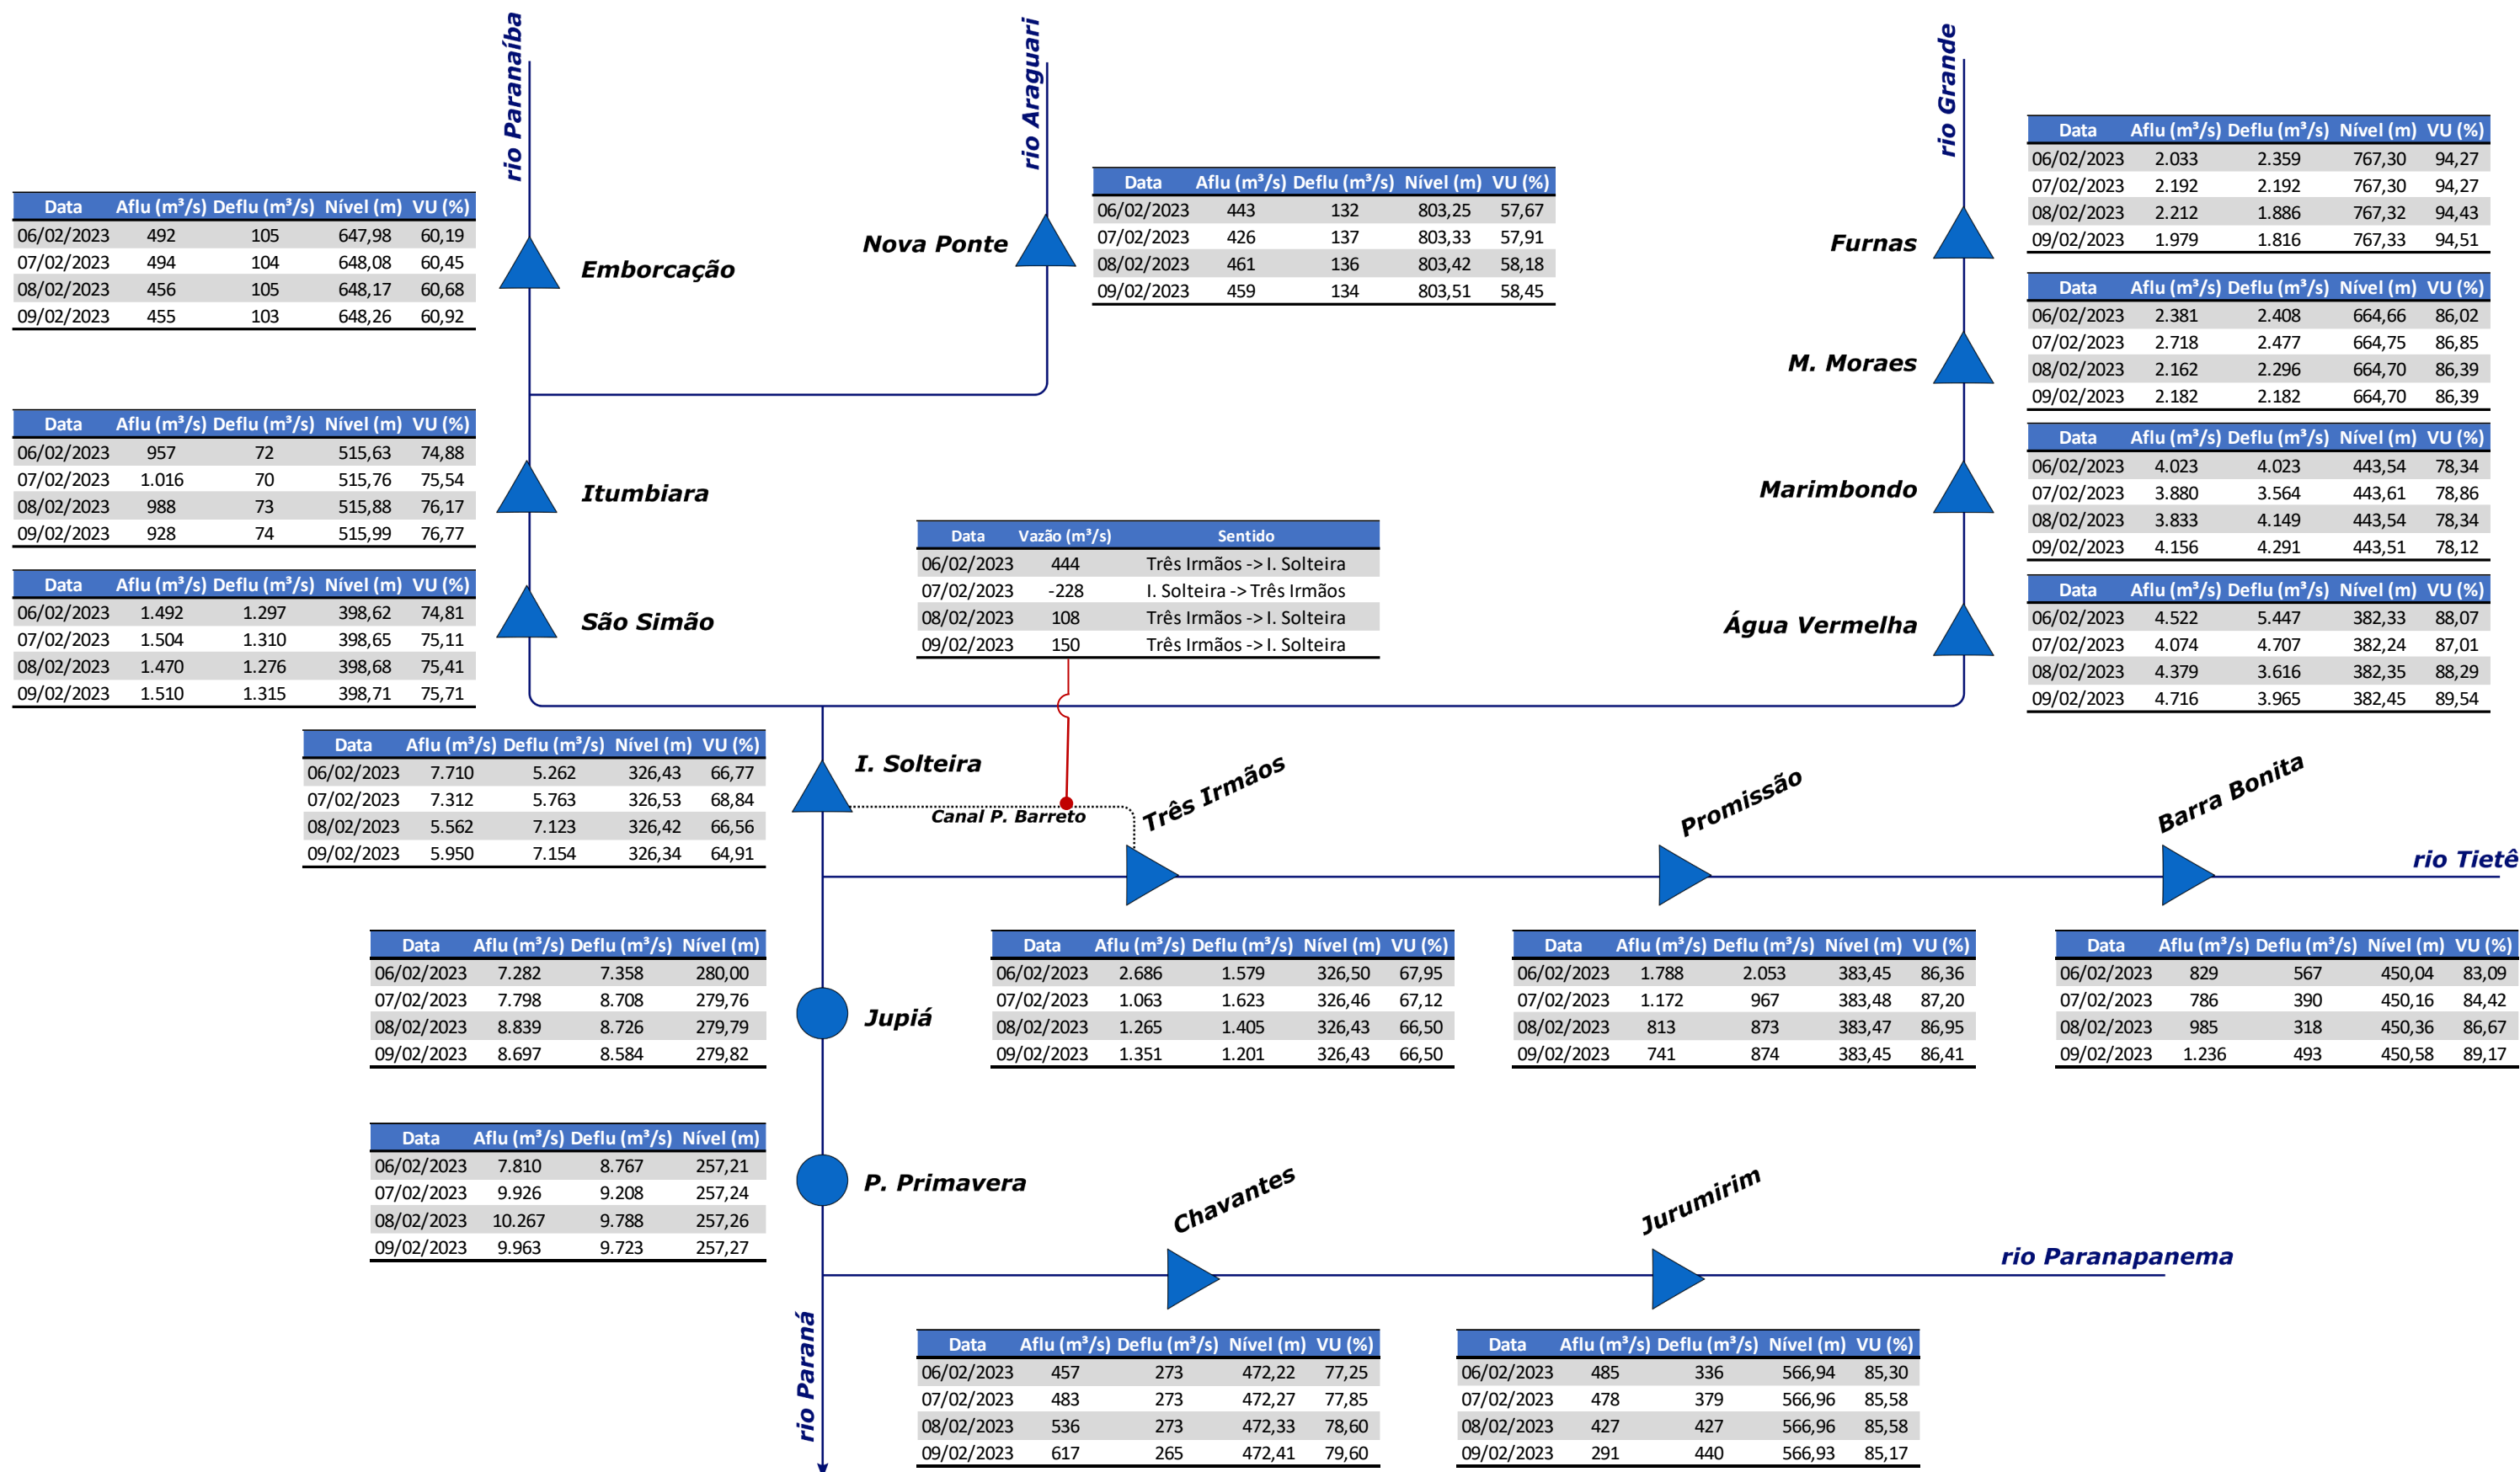 rio Paranaíba
rio Araguari
rio Grande
Data Aflu (m³/s) Deflu (m³/s) Nível (m) VU (%)
06/02/2023 2.033 2.359 767,30 94,27
07/02/2023 2.192 2.192 767,30 94,27
08/02/2023 2.212 1.886 767,32 94,43
09/02/2023 1.979 1.816 767,33 94,51
Furnas
Data Aflu (m³/s) Deflu (m³/s) Nível (m) VU (%)
06/02/2023 443 132 803,25 57,67
07/02/2023 426 137 803,33 57,91
08/02/2023 461 136 803,42 58,18
09/02/2023 459 134 803,51 58,45
Nova Ponte
Data Aflu (m³/s) Deflu (m³/s) Nível (m) VU (%)
06/02/2023 492 105 647,98 60,19
07/02/2023 494 104 648,08 60,45
08/02/2023 456 105 648,17 60,68
09/02/2023 455 103 648,26 60,92
Emborcação
Data Aflu (m³/s) Deflu (m³/s) Nível (m) VU (%)
06/02/2023 2.381 2.408 664,66 86,02
07/02/2023 2.718 2.477 664,75 86,85
08/02/2023 2.162 2.296 664,70 86,39
09/02/2023 2.182 2.182 664,70 86,39
M. Moraes
Data Aflu (m³/s) Deflu (m³/s) Nível (m) VU (%)
06/02/2023 957 72 515,63 74,88
07/02/2023 1.016 70 515,76 75,54
08/02/2023 988 73 515,88 76,17
09/02/2023 928 74 515,99 76,77
Itumbiara
Data Aflu (m³/s) Deflu (m³/s) Nível (m) VU (%)
06/02/2023 4.023 4.023 443,54 78,34
07/02/2023 3.880 3.564 443,61 78,86
08/02/2023 3.833 4.149 443,54 78,34
09/02/2023 4.156 4.291 443,51 78,12
Marimbondo
Data Vazão (m³/s) Sentido
06/02/2023 444 Três Irmãos -> I. Solteira
07/02/2023 -228 I. Solteira -> Três Irmãos
08/02/2023 108 Três Irmãos -> I. Solteira
09/02/2023 150 Três Irmãos -> I. Solteira
Data Aflu (m³/s) Deflu (m³/s) Nível (m) VU (%)
06/02/2023 1.492 1.297 398,62 74,81
07/02/2023 1.504 1.310 398,65 75,11
08/02/2023 1.470 1.276 398,68 75,41
09/02/2023 1.510 1.315 398,71 75,71
São Simão
Data Aflu (m³/s) Deflu (m³/s) Nível (m) VU (%)
06/02/2023 4.522 5.447 382,33 88,07
07/02/2023 4.074 4.707 382,24 87,01
08/02/2023 4.379 3.616 382,35 88,29
09/02/2023 4.716 3.965 382,45 89,54
Água Vermelha
Data Aflu (m³/s) Deflu (m³/s) Nível (m) VU (%)
06/02/2023 7.710 5.262 326,43 66,77
07/02/2023 7.312 5.763 326,53 68,84
08/02/2023 5.562 7.123 326,42 66,56
09/02/2023 5.950 7.154 326,34 64,91
I. Solteira
Canal P. Barreto
Três Irmãos
Promissão
Barra Bonita
rio Tietê
Data Aflu (m³/s) Deflu (m³/s) Nível (m)
06/02/2023 7.282 7.358 280,00
07/02/2023 7.798 8.708 279,76
08/02/2023 8.839 8.726 279,79
09/02/2023 8.697 8.584 279,82
Jupiá
Data Aflu (m³/s) Deflu (m³/s) Nível (m) VU (%)
06/02/2023 2.686 1.579 326,50 67,95
07/02/2023 1.063 1.623 326,46 67,12
08/02/2023 1.265 1.405 326,43 66,50
09/02/2023 1.351 1.201 326,43 66,50
Data Aflu (m³/s) Deflu (m³/s) Nível (m) VU (%)
06/02/2023 1.788 2.053 383,45 86,36
07/02/2023 1.172 967 383,48 87,20
08/02/2023 813 873 383,47 86,95
09/02/2023 741 874 383,45 86,41
Data Aflu (m³/s) Deflu (m³/s) Nível (m) VU (%)
06/02/2023 829 567 450,04 83,09
07/02/2023 786 390 450,16 84,42
08/02/2023 985 318 450,36 86,67
09/02/2023 1.236 493 450,58 89,17
Data Aflu (m³/s) Deflu (m³/s) Nível (m)
06/02/2023 7.810 8.767 257,21
07/02/2023 9.926 9.208 257,24
08/02/2023 10.267 9.788 257,26
09/02/2023 9.963 9.723 257,27
P. Primavera
Chavantes
Jurumirim
rio Paranapanema
rio Paraná
Data Aflu (m³/s) Deflu (m³/s) Nível (m) VU (%)
06/02/2023 457 273 472,22 77,25
07/02/2023 483 273 472,27 77,85
08/02/2023 536 273 472,33 78,60
09/02/2023 617 265 472,41 79,60
Data Aflu (m³/s) Deflu (m³/s) Nível (m) VU (%)
06/02/2023 485 336 566,94 85,30
07/02/2023 478 379 566,96 85,58
08/02/2023 427 427 566,96 85,58
09/02/2023 291 440 566,93 85,17